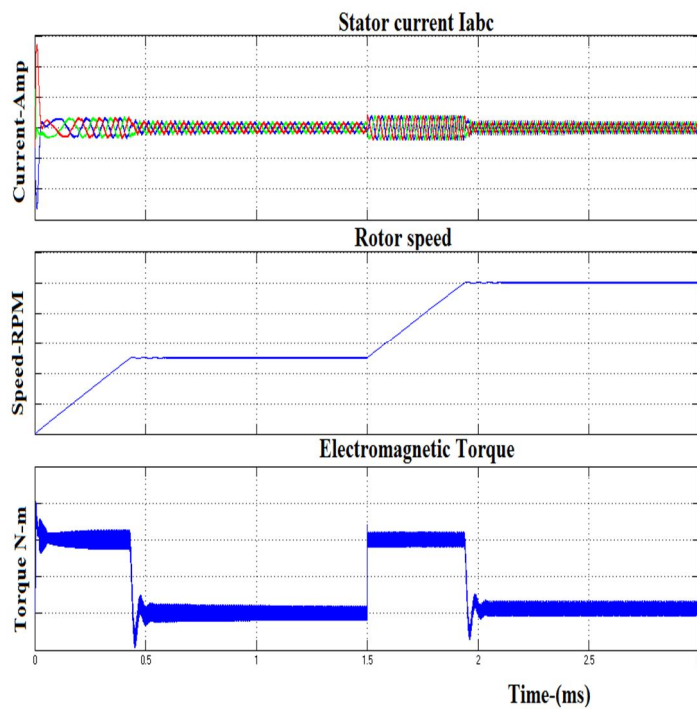 Stator current Iabc
Current-Amp
Rotor speed
Speed-RPM
Electromagnetic Torque
Torque N-m
0 0.5 1 1.5 2 2.5
Time-(ms)